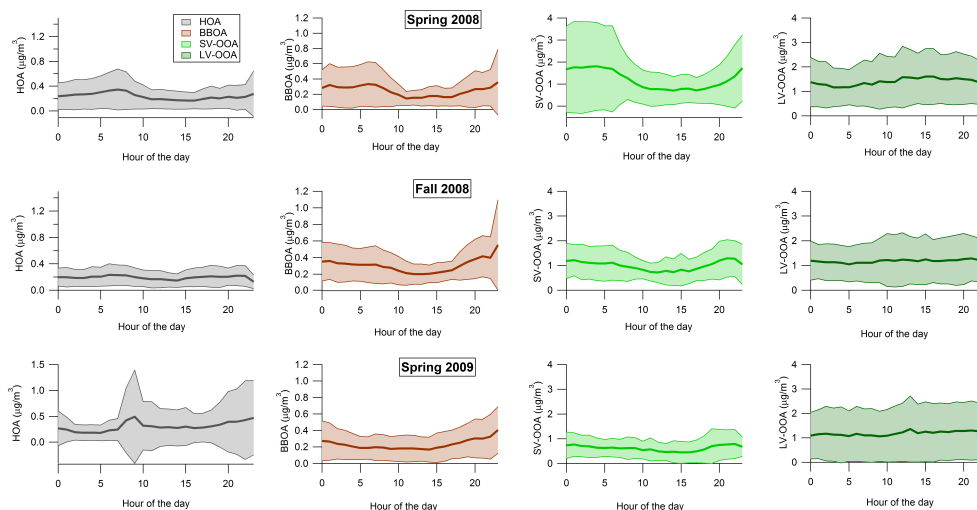 Spring 2008
HOA
BBOA
SV-OOA
LV-OOA
HOA (µg/m³)
1.2
0.8
0.4
0.0
0 5 10 15 20
Hour of the day
BBOA (µg/m³)
1.2
1.0
0.8
0.6
0.4
0.2
0.0
0 5 10 15 20
Hour of the day
SV-OOA (µg/m³)
4
3
2
1
0
0 5 10 15 20
Hour of the day
LV-OOA (µg/m³)
4
3
2
1
0
0 5 10 15 20
Hour of the day
Fall 2008
HOA (µg/m³)
1.2
0.8
0.4
0.0
0 5 10 15 20
Hour of the day
BBOA (µg/m³)
1.2
1.0
0.8
0.6
0.4
0.2
0.0
0 5 10 15 20
Hour of the day
SV-OOA (µg/m³)
4
3
2
1
0
0 5 10 15 20
Hour of the day
LV-OOA (µg/m³)
4
3
2
1
0
0 5 10 15 20
Hour of the day
Spring 2009
HOA (µg/m³)
1.5
1.0
0.5
0.0
0 5 10 15 20
Hour of the day
BBOA (µg/m³)
1.2
1.0
0.8
0.6
0.4
0.2
0.0
0 5 10 15 20
Hour of the day
SV-OOA (µg/m³)
4
3
2
1
0
0 5 10 15 20
Hour of the day
LV-OOA (µg/m³)
4
3
2
1
0
0 5 10 15 20
Hour of the day